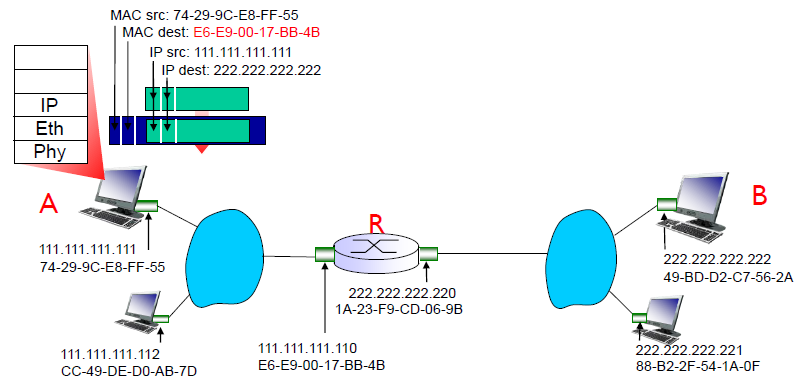 MAC src: 74-29-9C-E8-FF-55
MAC dest: E6-E9-00-17-BB-4B
IP src: 111.111.111.111
IP dest: 222.222.222.222
IP
Eth
Phy
A
R
B
111.111.111.111
74-29-9C-E8-FF-55
222.222.222.222
49-BD-D2-C7-56-2A
222.222.222.220
1A-23-F9-CD-06-9B
111.111.111.112
CC-49-DE-D0-AB-7D
111.111.111.110
E6-E9-00-17-BB-4B
222.222.222.221
88-B2-2F-54-1A-0F